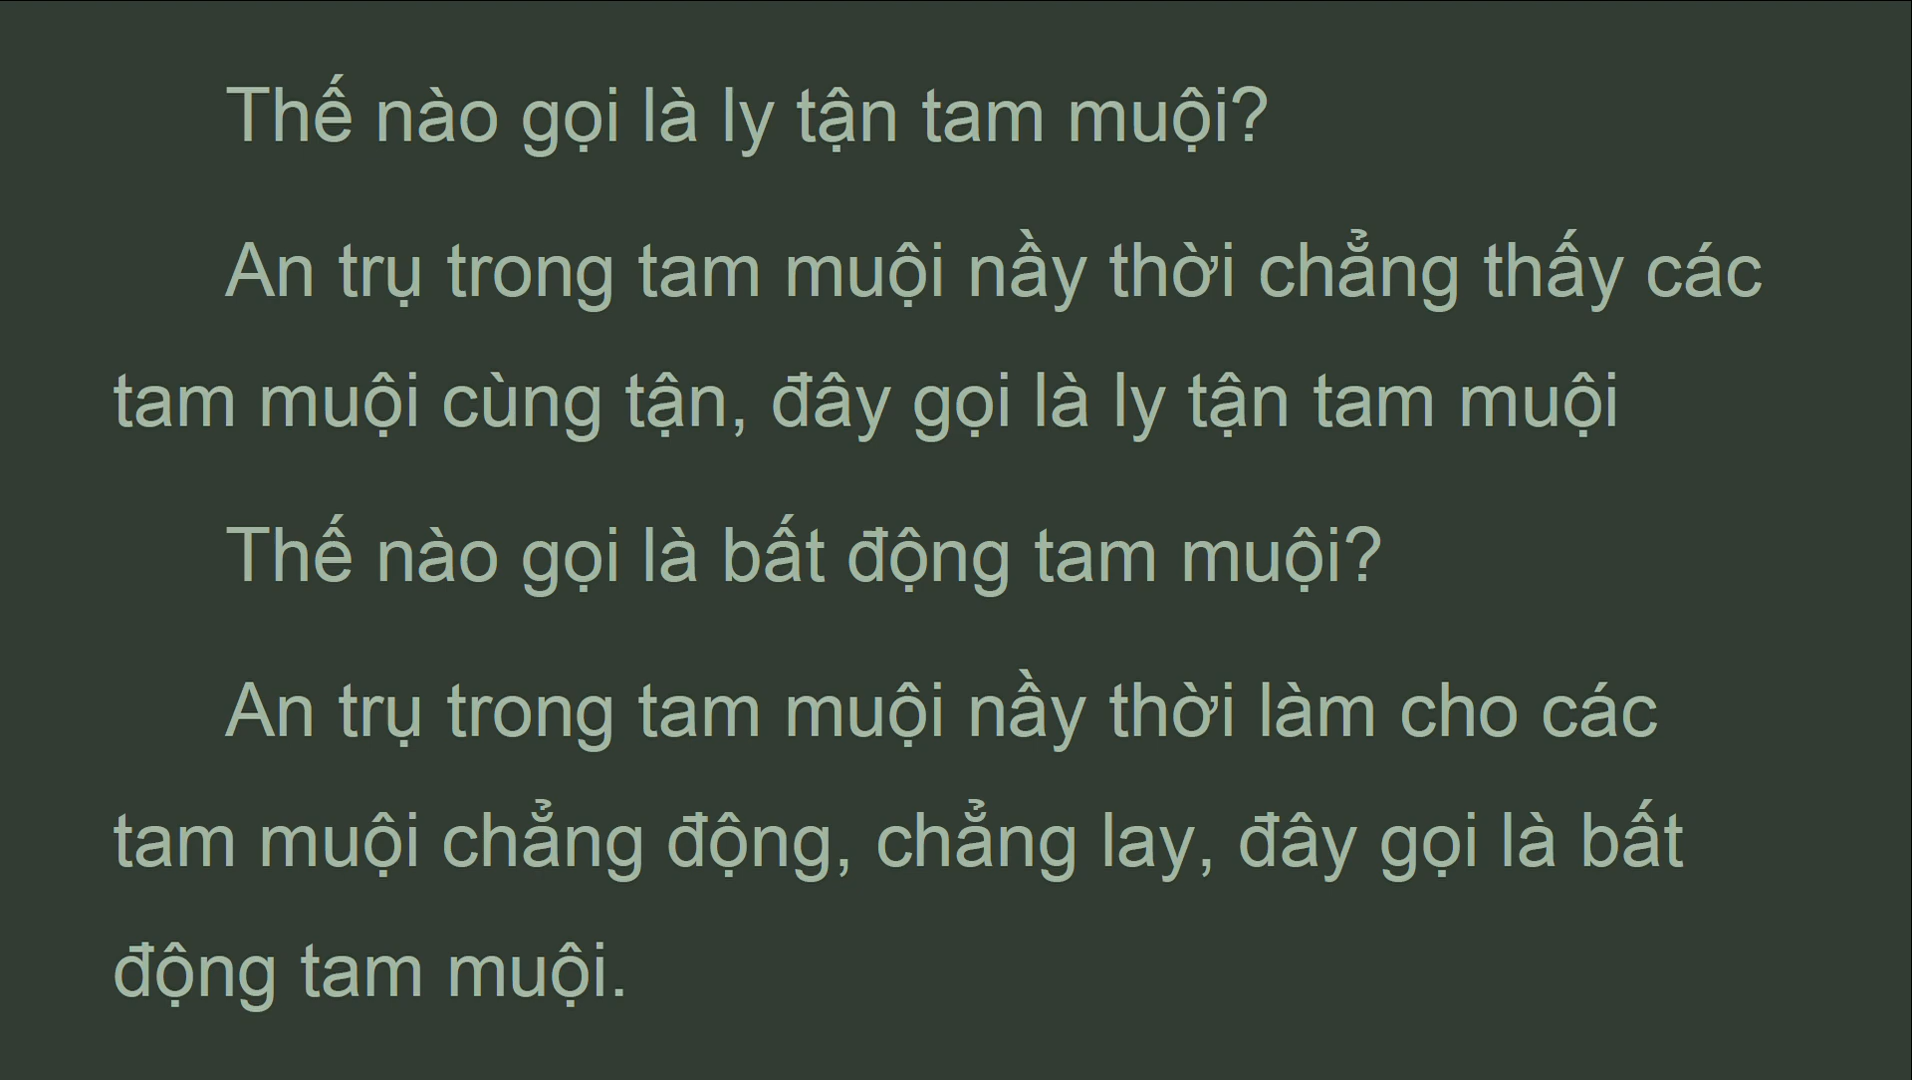 Thế nào gọi là ly tận tam muội?
An trụ trong tam muội nầy thời chẳng thấy các
tam muội cùng tận, đây gọi là ly tận tam muội
Thế nào gọi là bất động tam muội?
An trụ trong tam muội nầy thời làm cho các
tam muội chẳng động, chẳng lay, đây gọi là bất
động tam muội.